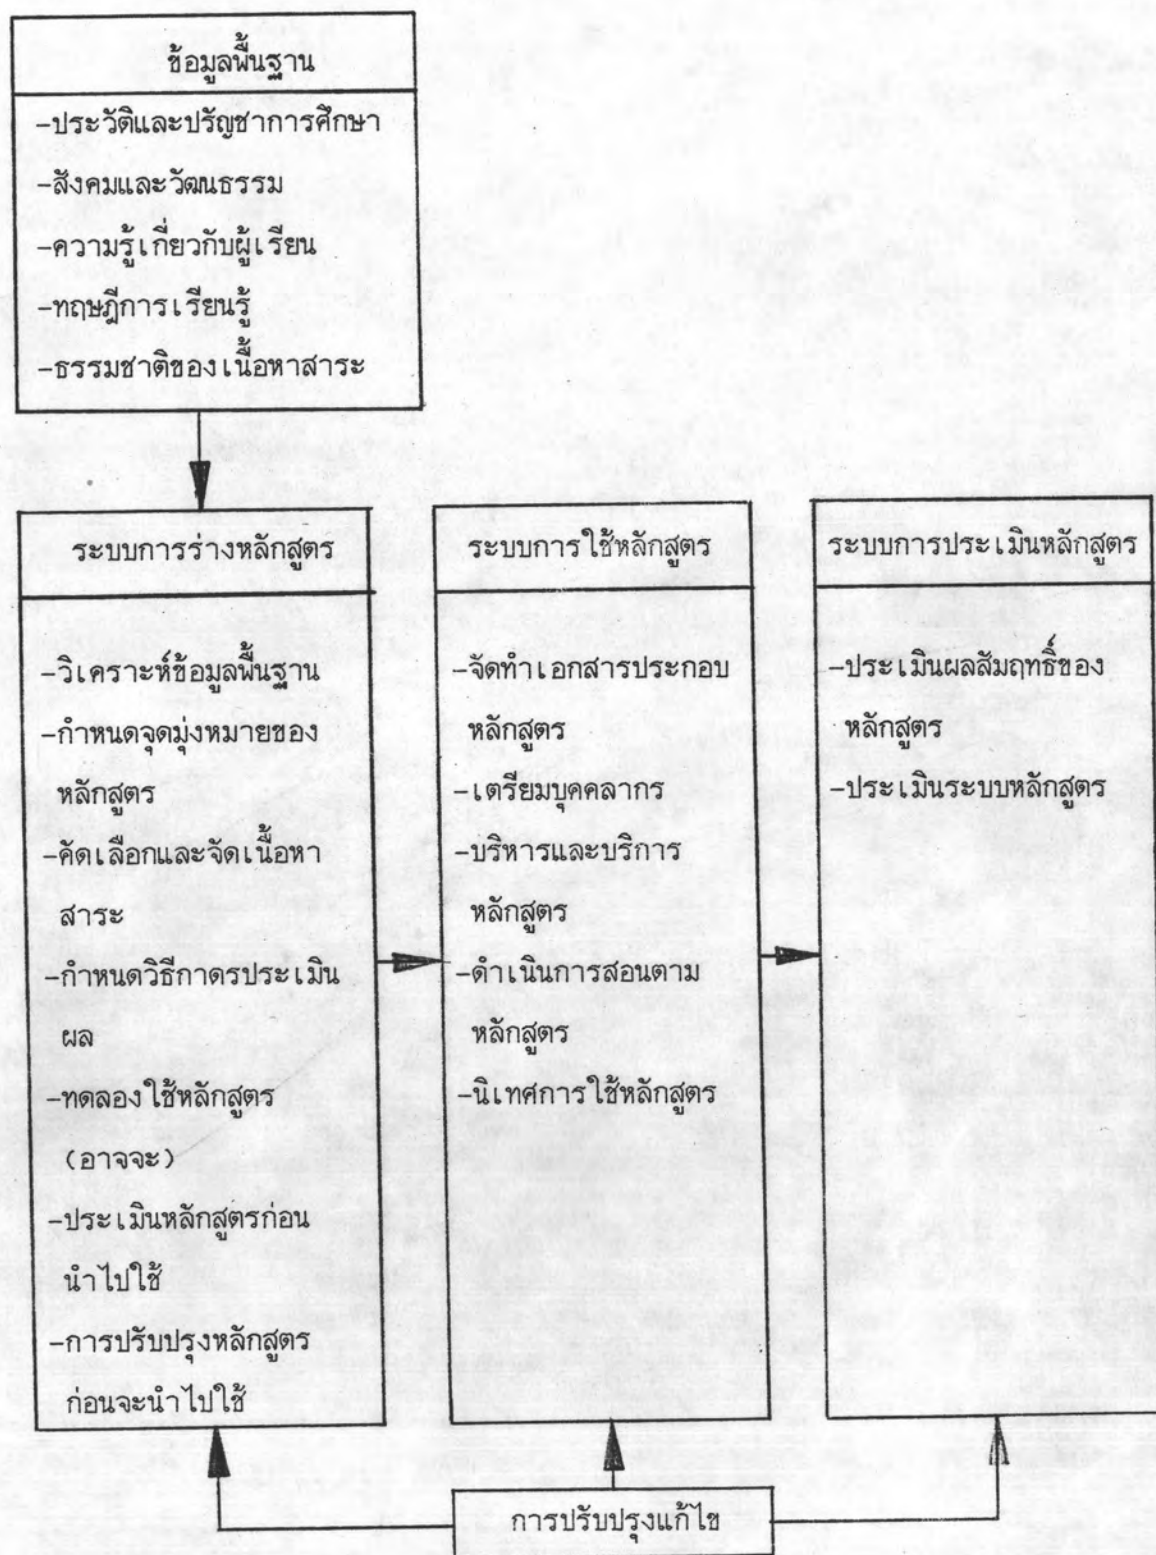 ข้อมูลพื้นฐาน
-ประวัติและปรัญชาการศึกษา
-สังคมและวัฒนธรรม
-ความรู้เกี่ยวกับผู้เรียน
-ทฤษฎีการเรียนรู้
-ธรรมชาติของเนื้อหาสาระ
ระบบการร่างหลักสูตร
-วิเคราะห์ข้อมูลพื้นฐาน
-กำหนดจุดมุ่งหมายของ
หลักสูตร
-คัดเลือกและจัดเนื้อหา
สาระ
-กำหนดวิธีกาดรประเมิน
ผล
-ทดลองใช้หลักสูตร
(อาจจะ)
-ประเมินหลักสูตรก่อน
นำไปใช้
-การปรับปรุงหลักสูตร
ก่อนจะนำไปใช้
ระบบการใช้หลักสูตร
-จัดทำเอกสารประกอบ
หลักสูตร
-เตรียมบุคคลากร
-บริหารและบริการ
หลักสูตร
-ดำเนินการสอนตาม
หลักสูตร
-นิเทศการใช้หลักสูตร
ระบบการประเมินหลักสูตร
-ประเมินผลสัมฤทธิ์ของ
หลักสูตร
-ประเมินระบบหลักสูตร
การปรับปรุงแก้ไข